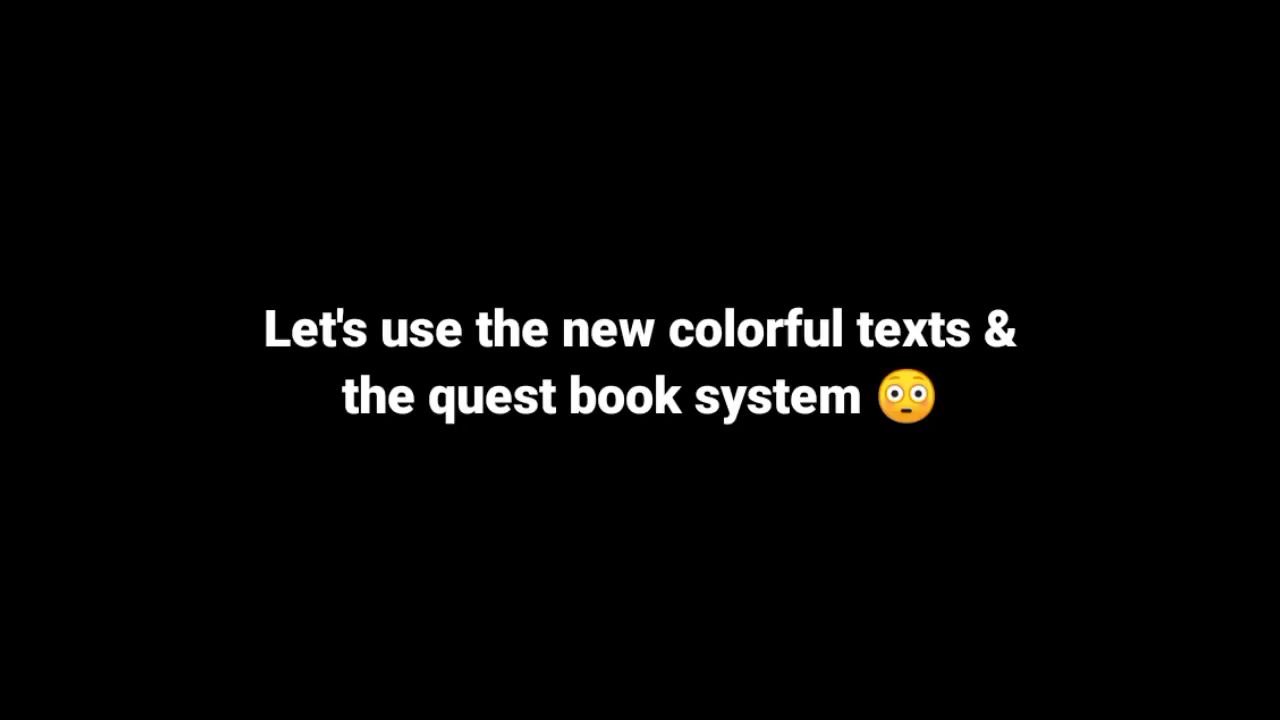 Let's use the new colorful texts &
the quest book system 😳